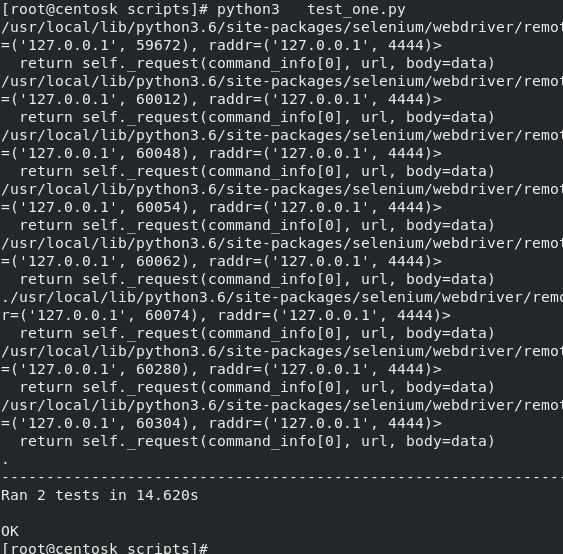 [root@centosk scripts]# python3   test_one.py
/usr/local/lib/python3.6/site-packages/selenium/webdriver/remot
=('127.0.0.1', 59672), raddr=('127.0.0.1', 4444)>
  return self._request(command_info[0], url, body=data)
/usr/local/lib/python3.6/site-packages/selenium/webdriver/remot
=('127.0.0.1', 60012), raddr=('127.0.0.1', 4444)>
  return self._request(command_info[0], url, body=data)
/usr/local/lib/python3.6/site-packages/selenium/webdriver/remot
=('127.0.0.1', 60048), raddr=('127.0.0.1', 4444)>
  return self._request(command_info[0], url, body=data)
/usr/local/lib/python3.6/site-packages/selenium/webdriver/remot
=('127.0.0.1', 60054), raddr=('127.0.0.1', 4444)>
  return self._request(command_info[0], url, body=data)
/usr/local/lib/python3.6/site-packages/selenium/webdriver/remot
=('127.0.0.1', 60062), raddr=('127.0.0.1', 4444)>
  return self._request(command_info[0], url, body=data)
./usr/local/lib/python3.6/site-packages/selenium/webdriver/remo
r=('127.0.0.1', 60074), raddr=('127.0.0.1', 4444)>
  return self._request(command_info[0], url, body=data)
/usr/local/lib/python3.6/site-packages/selenium/webdriver/remot
=('127.0.0.1', 60280), raddr=('127.0.0.1', 4444)>
  return self._request(command_info[0], url, body=data)
/usr/local/lib/python3.6/site-packages/selenium/webdriver/remot
=('127.0.0.1', 60304), raddr=('127.0.0.1', 4444)>
  return self._request(command_info[0], url, body=data)
.
---------------------------------------------------------------
Ran 2 tests in 14.620s

OK
[root@centosk scripts]#